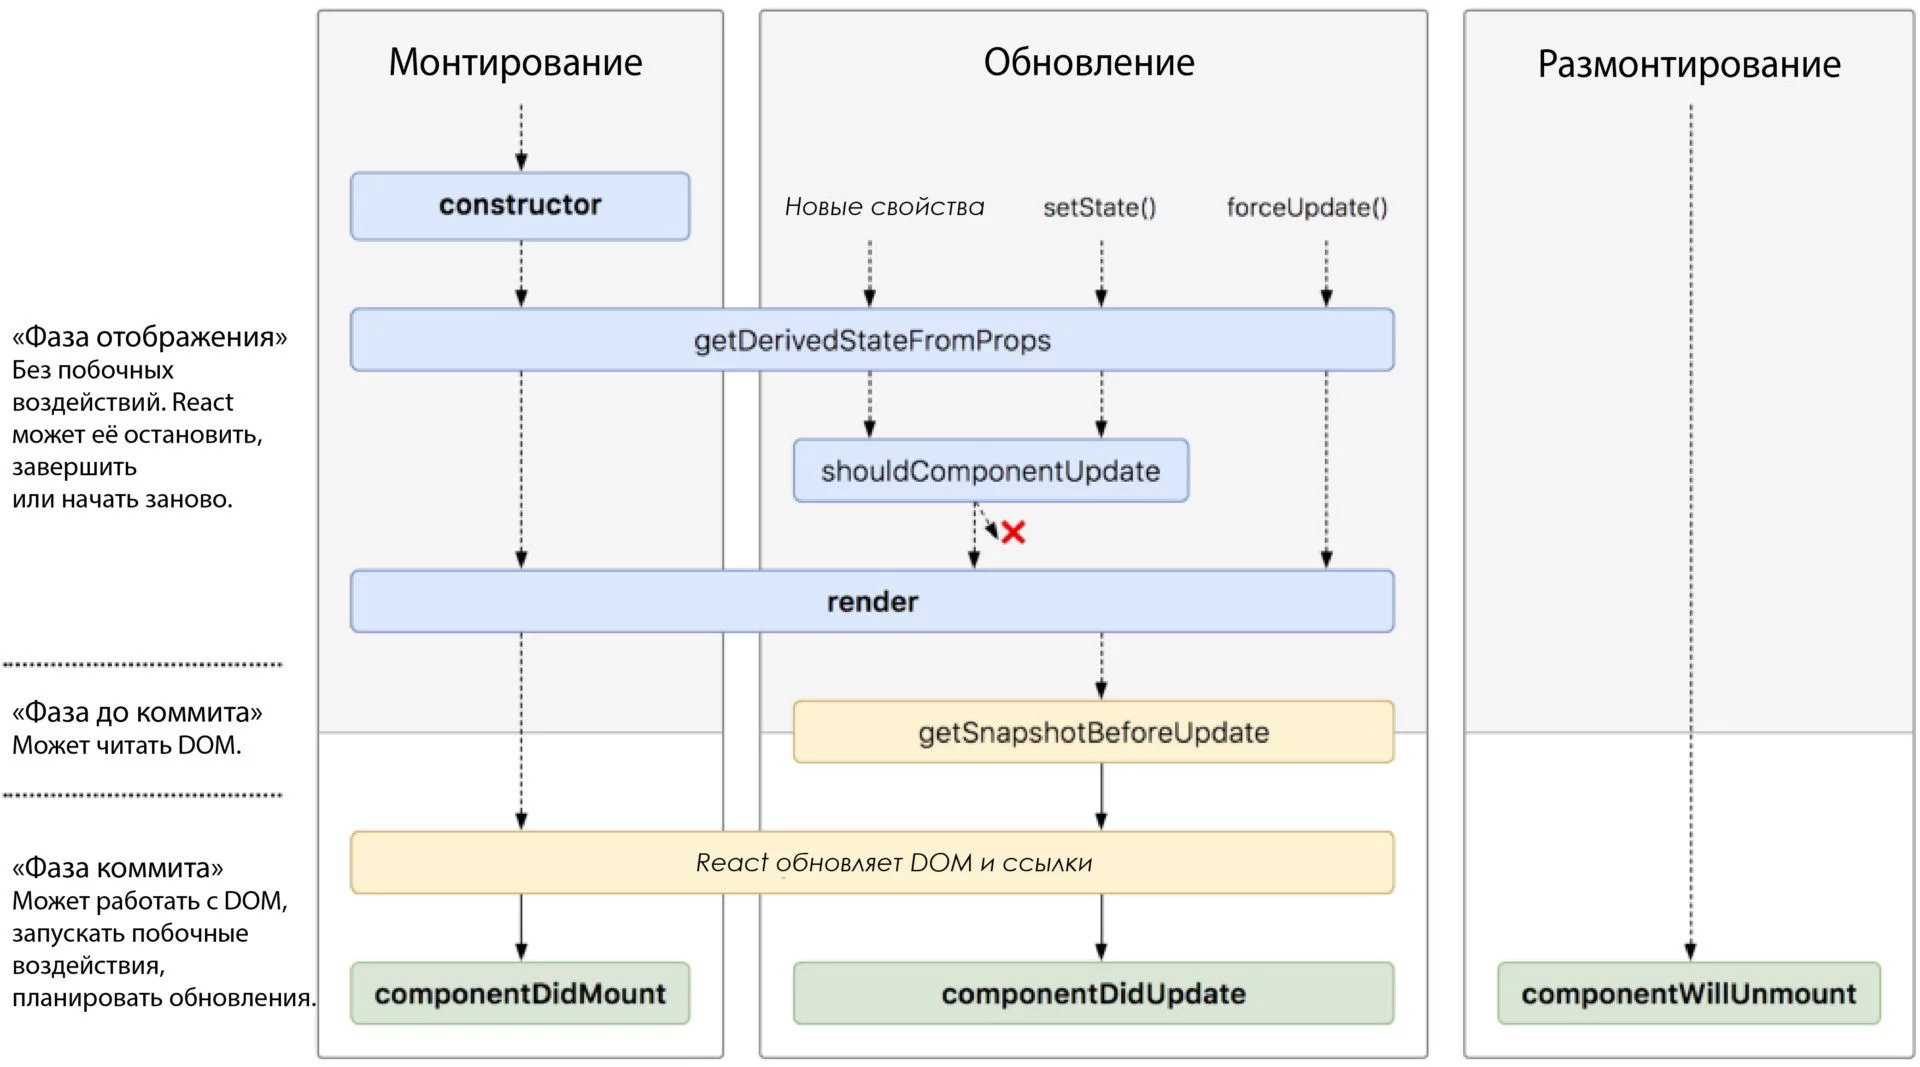 Монтирование
Обновление
Размонтирование
constructor
Новые свойства
setState()
forceUpdate()
«Фаза отображения»
Без побочных
воздействий. React
может её остановить,
завершить
или начать заново.
getDerivedStateFromProps
shouldComponentUpdate
render
«Фаза до коммита»
Может читать DOM.
getSnapshotBeforeUpdate
«Фаза коммита»
Может работать с DOM,
запускать побочные
воздействия,
планировать обновления.
React обновляет DOM и ссылки
componentDidMount
componentDidUpdate
componentWillUnmount